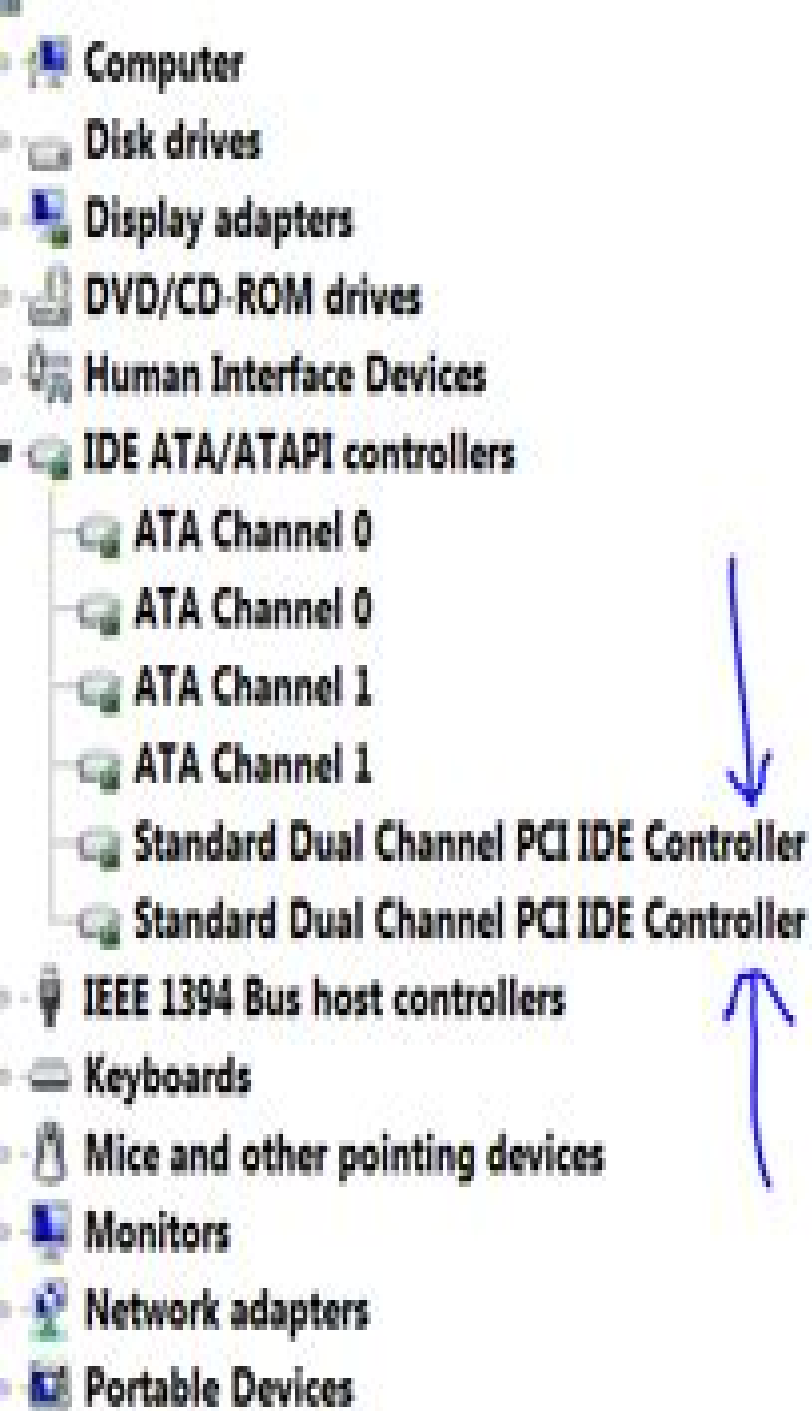 Computer
Disk drives
Display adapters
DVD/CD-ROM drives
Human Interface Devices
IDE ATA/ATAPI controllers
ATA Channel 0
ATA Channel 0
ATA Channel 1
ATA Channel 1
Standard Dual Channel PCI IDE Controller
Standard Dual Channel PCI IDE Controller
IEEE 1394 Bus host controllers
Keyboards
Mice and other pointing devices
Monitors
Network adapters
Portable Devices